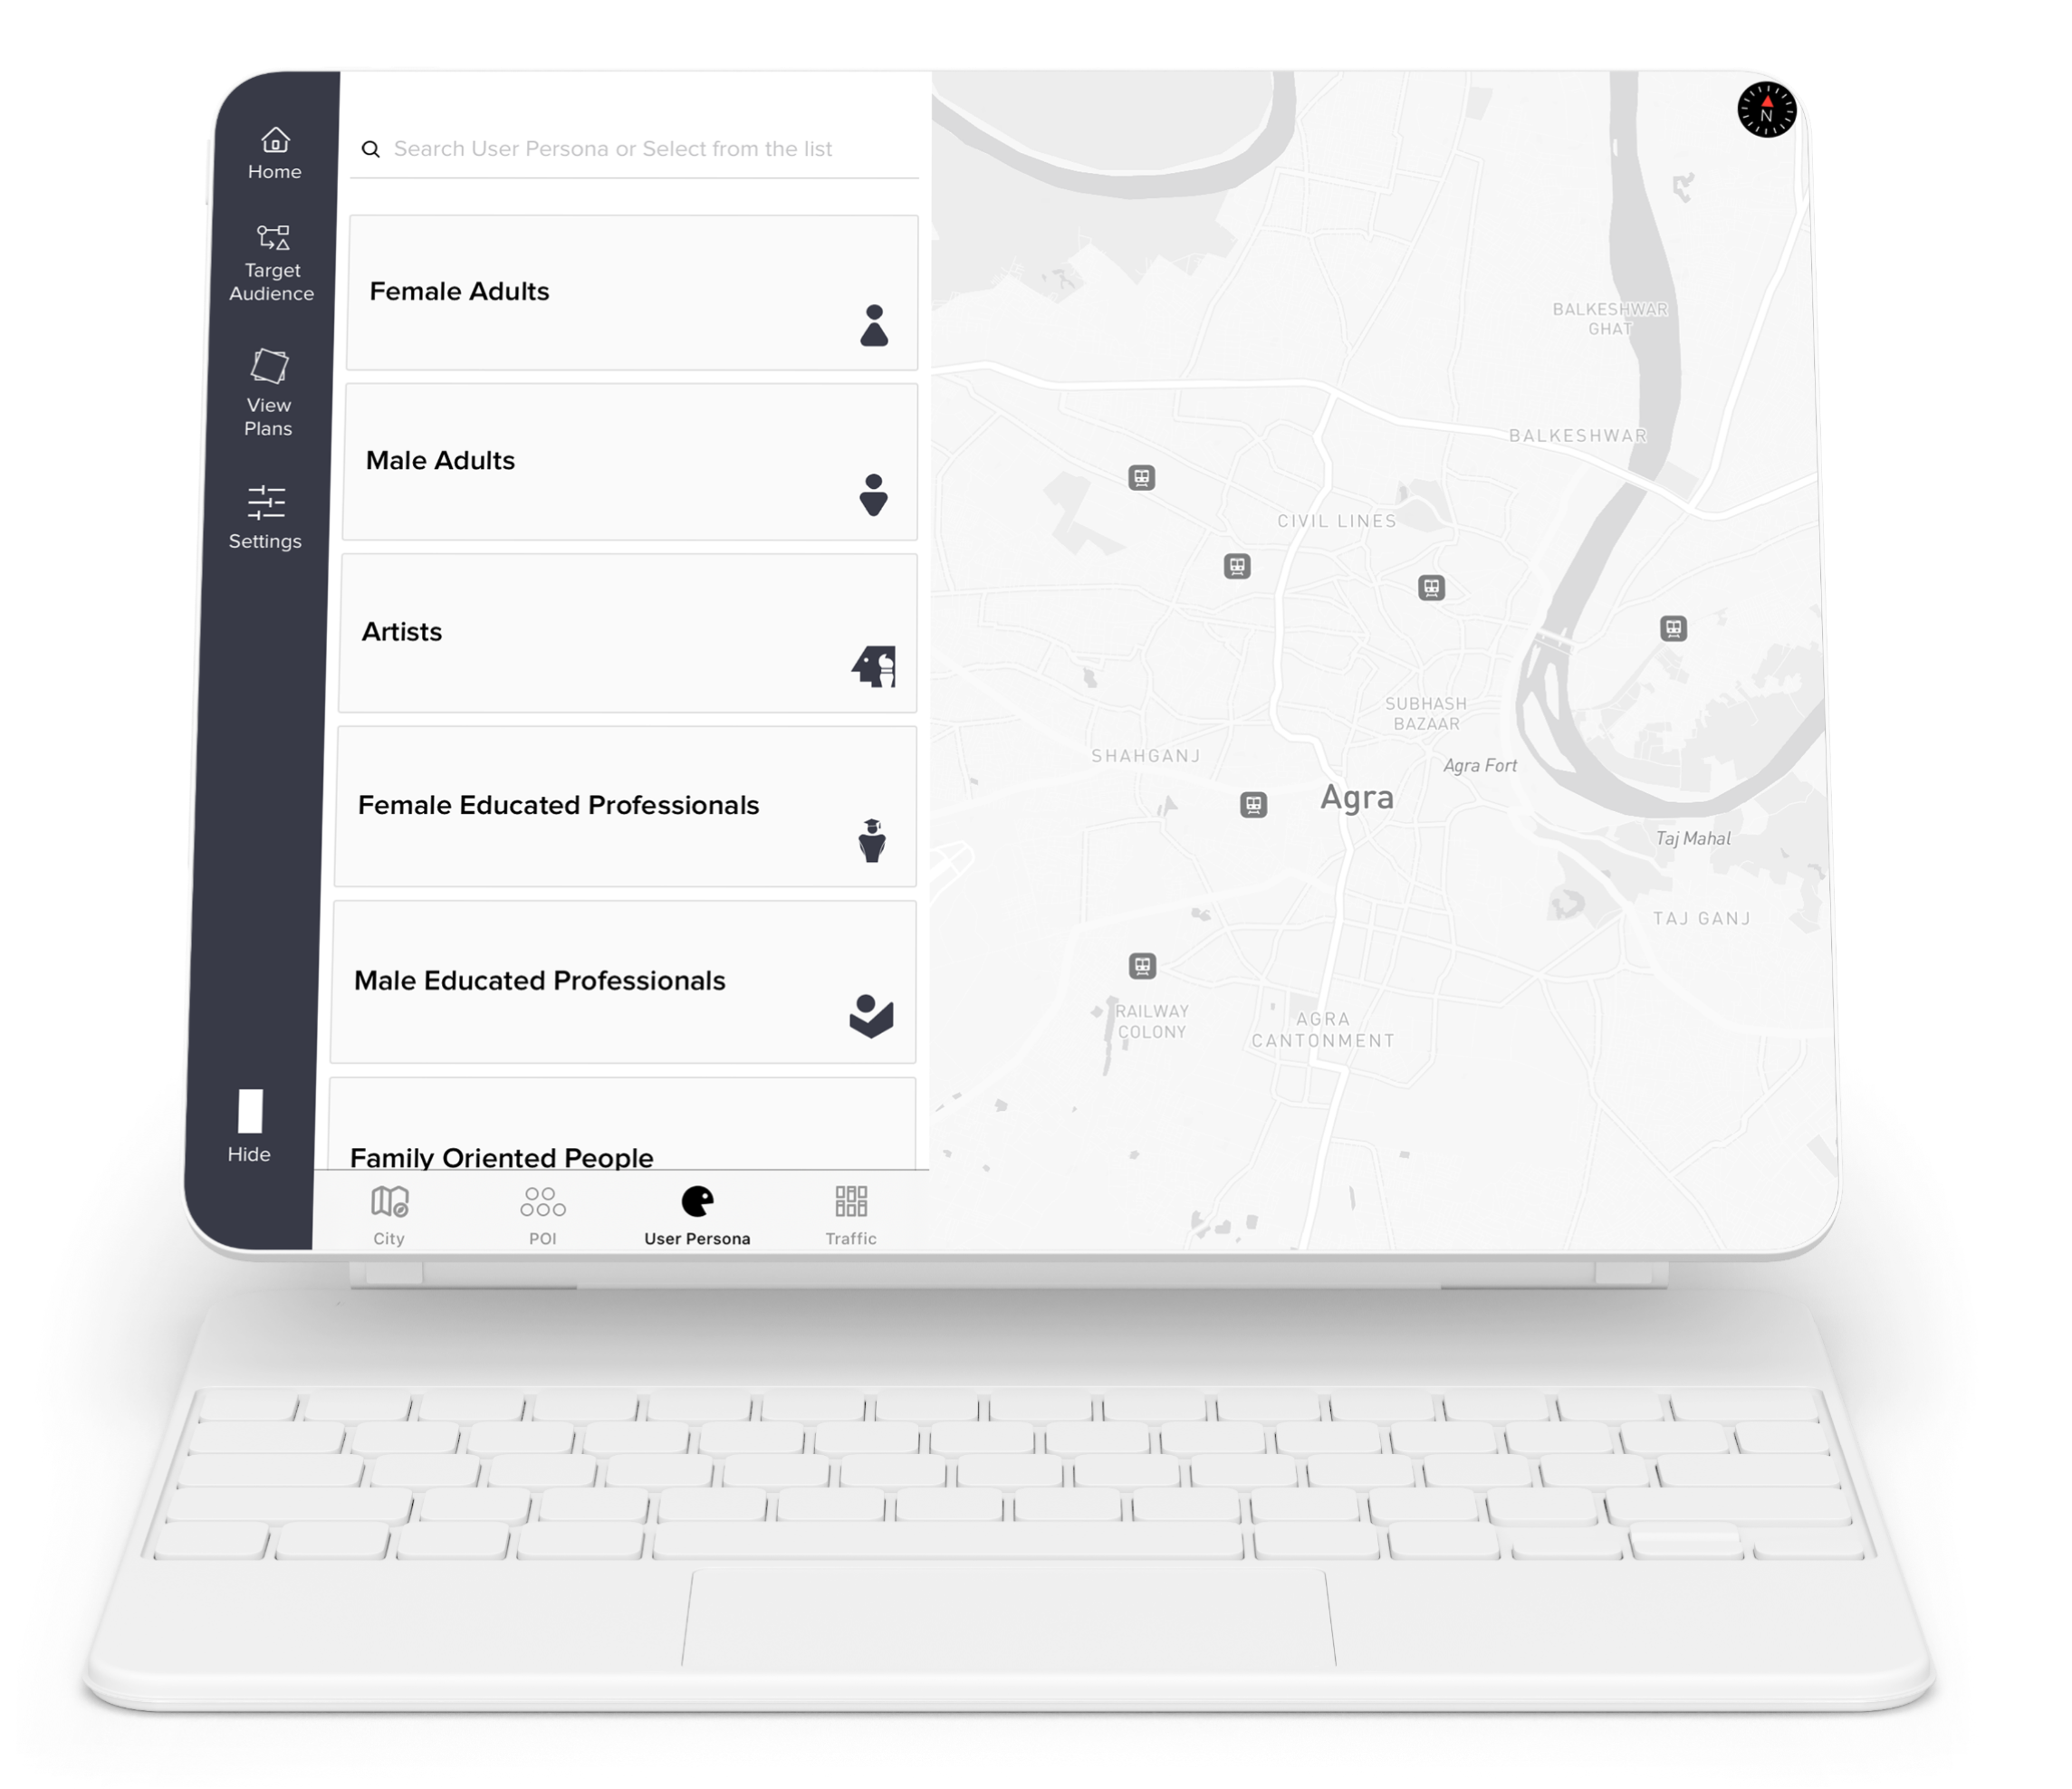 Home
Target
Audience
View
Plans
Settings
Hide
Search User Persona or Select from the list
Female Adults
Male Adults
Artists
Female Educated Professionals
Male Educated Professionals
Family Oriented People
City
POI
User Persona
Traffic
N
BALKESHWAR
GHAT
BALKESHWAR
CIVIL LINES
SUBHASH
BAZAAR
SHAHGANJ
Agra Fort
Agra
Taj Mahal
TAJ GANJ
RAILWAY
COLONY
AGRA
CANTONMENT